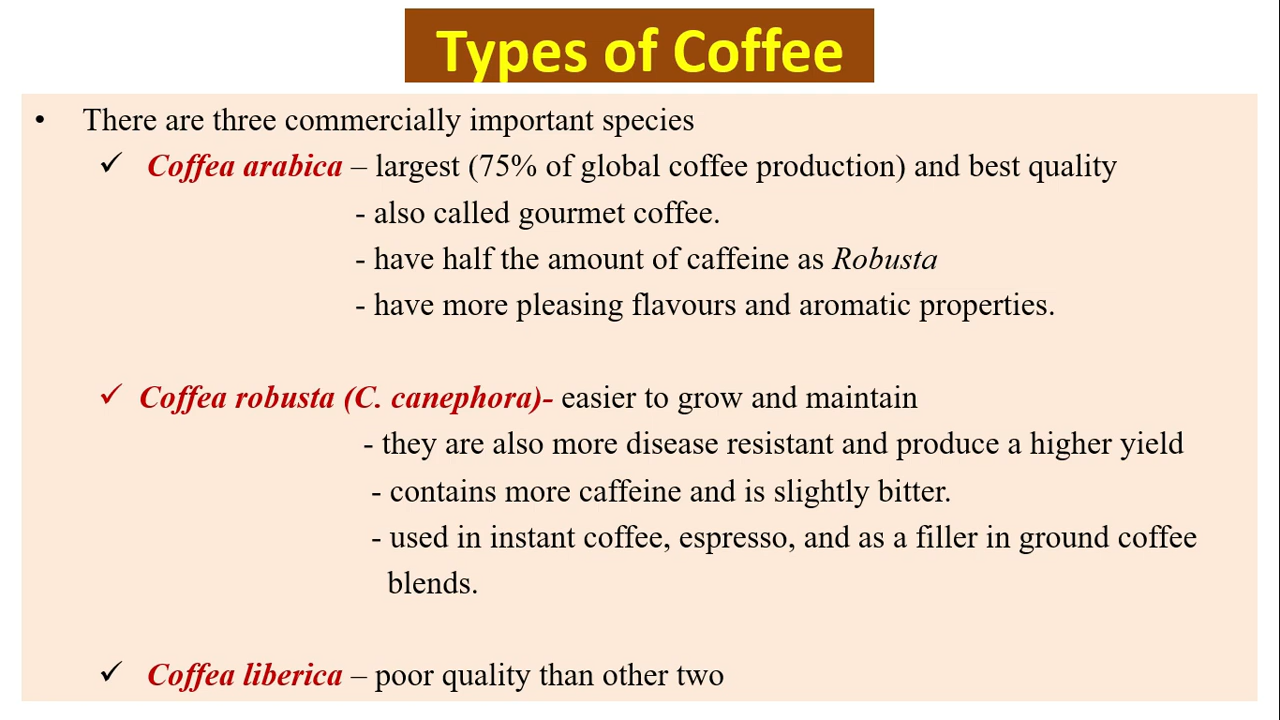 Types of Coffee
• There are three commercially important species
✓ Coffea arabica – largest (75% of global coffee production) and best quality
- also called gourmet coffee.
- have half the amount of caffeine as Robusta
- have more pleasing flavours and aromatic properties.
✓ Coffea robusta (C. canephora)- easier to grow and maintain
- they are also more disease resistant and produce a higher yield
- contains more caffeine and is slightly bitter.
- used in instant coffee, espresso, and as a filler in ground coffee
blends.
✓ Coffea liberica – poor quality than other two